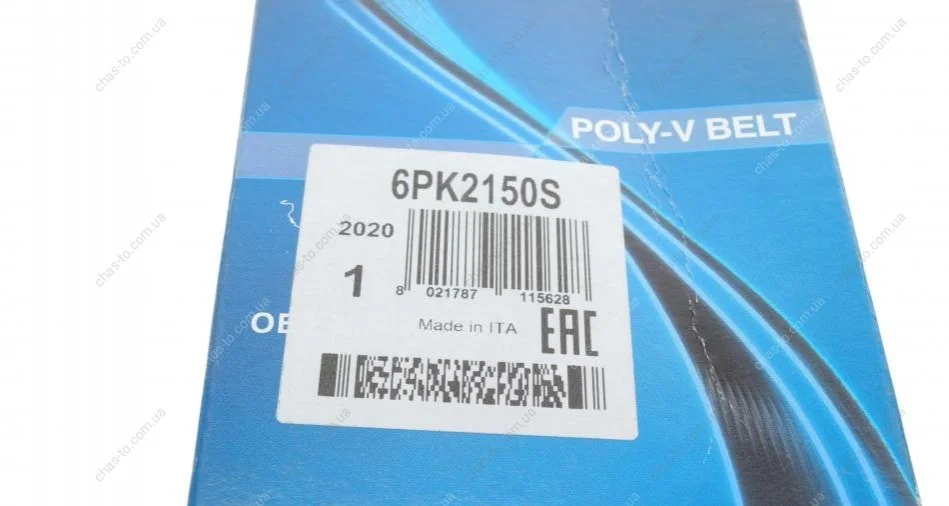 POLY-V BELT
6PK2150S
2020
1
8 021787 115628
Made in ITA
EAC
OE
chas-to.com.ua